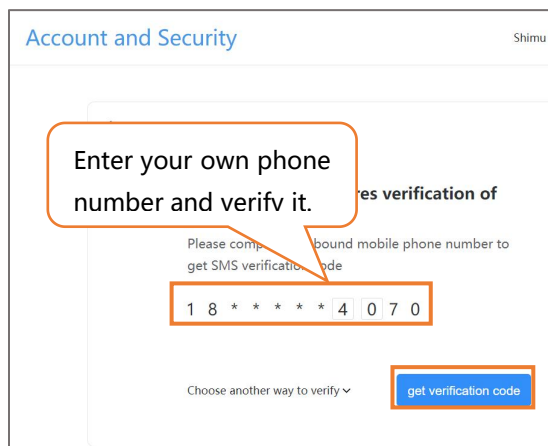 Account and Security
Shimu
Enter your own phone
number and verify it.
res verification of
Please comp bound mobile phone number to
get SMS verification ode
1 8 * * * * * 4 0 7 0
Choose another way to verify
get verification code